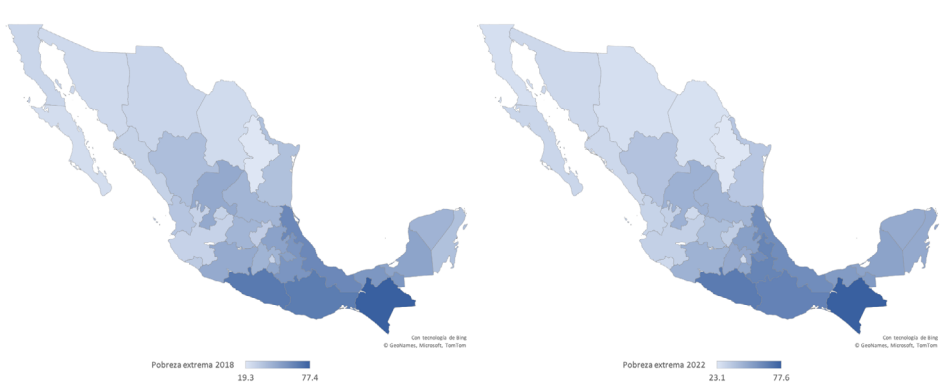 Con tecnología de Bing
© GeoNames, Microsoft, TomTom
Pobreza extrema 2018
19.3 77.4
Con tecnología de Bing
© GeoNames, Microsoft, TomTom
Pobreza extrema 2022
23.1 77.6